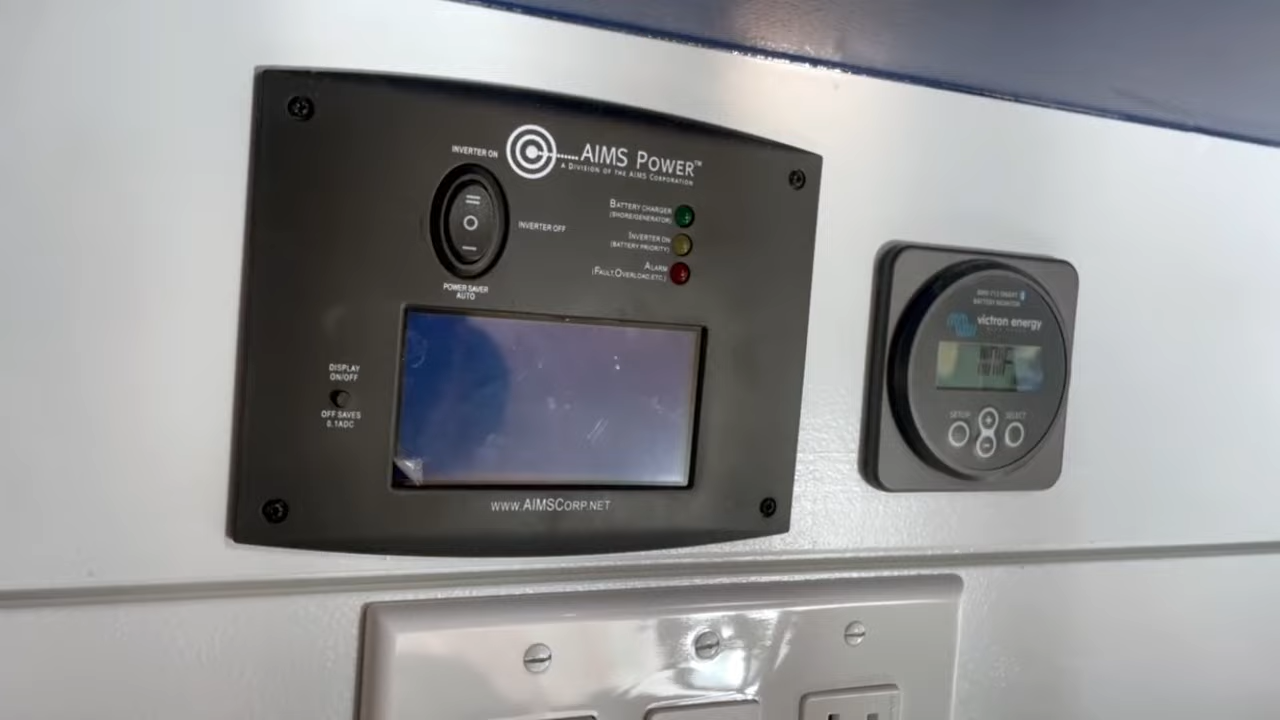 INVERTER ON
AIMS POWER™
A DIVISION OF THE AIMS CORPORATION
INVERTER OFF
POWER SAVER
AUTO
BATTERY CHARGER
(SHORE/GENERATOR)
INVERTER ON
(BATTERY PRIORITY)
ALARM
(FAULT,OVERLOAD,ETC.)
DISPLAY
ON/OFF
OFF SAVES
0.1ADC
WWW.AIMSCORP.NET
BMV-712 SMART
BATTERY MONITOR
victron energy
SETUP
+
SELECT
-